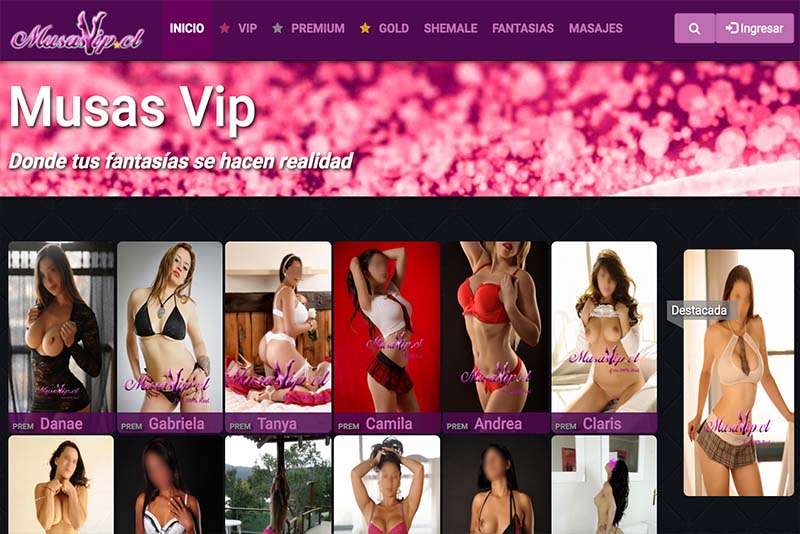 MusasVip.cl
INICIO
VIP
PREMIUM
GOLD
SHEMALE
FANTASIAS
MASAJES
Ingresar
Musas Vip
Donde tus fantasías se hacen realidad
MusasVip.cl
MusasVip.cl
MusasVip.cl
MusasVip.cl
MusasVip.cl
MusasVip.cl
PREM Danae
PREM Gabriela
PREM Tanya
PREM Camila
PREM Andrea
PREM Claris
Destacada
MusasVip.cl